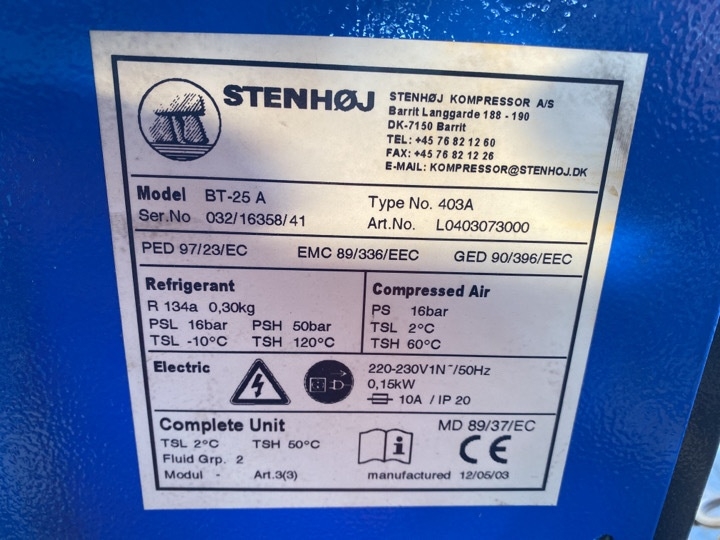 STENHØJ
STENHØJ KOMPRESSOR A/S
Barrit Langgarde 188 - 190
DK-7150 Barrit
TEL: +45 76 82 12 60
FAX: +45 76 82 12 26
E-MAIL: KOMPRESSOR@STENHOJ.DK
Model BT-25 A Type No. 403A
Ser.No 032/16358/41 Art.No. L0403073000
PED 97/23/EC EMC 89/336/EEC GED 90/396/EEC
Refrigerant
R 134a 0,30kg
PSL 16bar PSH 50bar
TSL -10°C TSH 120°C
Compressed Air
PS 16bar
TSL 2°C
TSH 60°C
Electric
220-230V1N~/50Hz
0,15kW
10A / IP 20
Complete Unit
TSL 2°C TSH 50°C
Fluid Grp. 2
Modul - Art.3(3)
MD 89/37/EC
i CE
manufactured 12/05/03